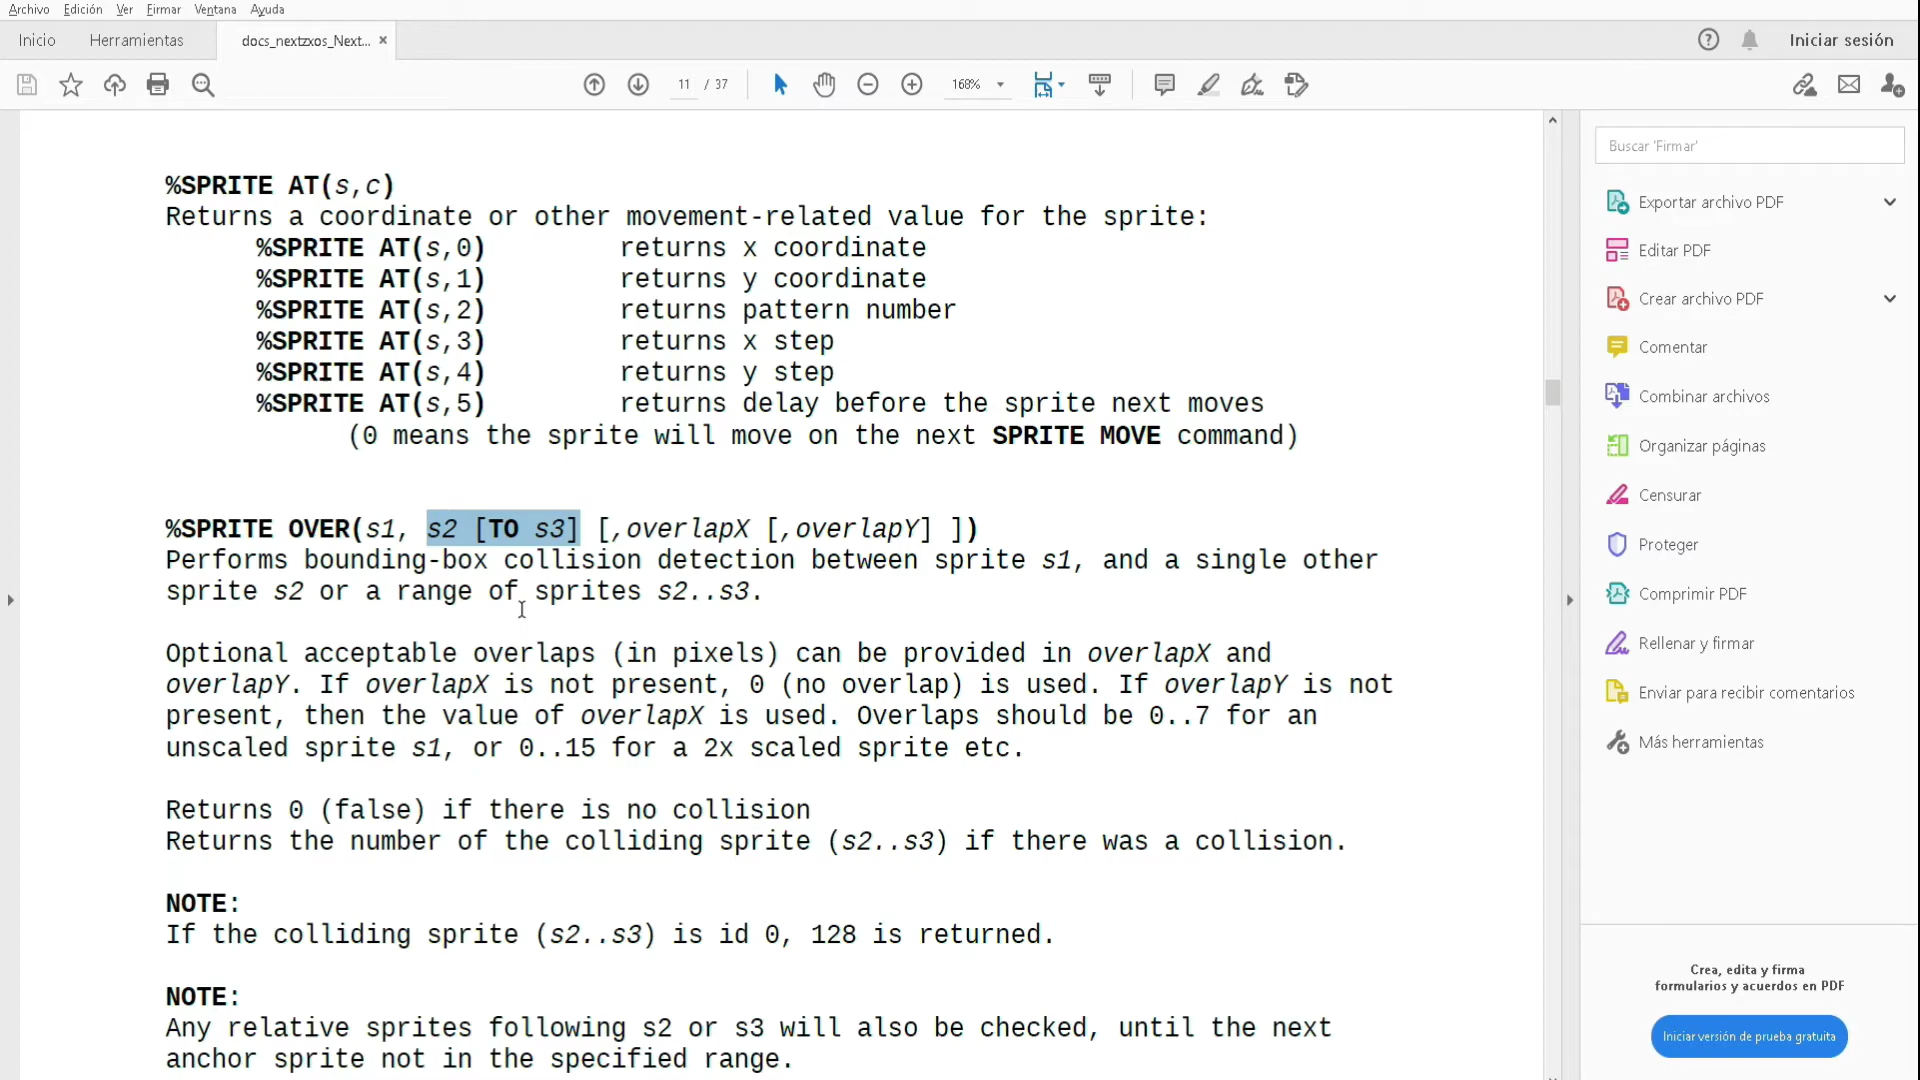 Archivo Edición Ver Firmar Ventana Ayuda
Inicio Herramientas docs_nextzxos_Next... × Iniciar sesión
11 / 37 168%
%SPRITE AT(s,c)
Returns a coordinate or other movement-related value for the sprite:
%SPRITE AT(s,0) returns x coordinate
%SPRITE AT(s,1) returns y coordinate
%SPRITE AT(s,2) returns pattern number
%SPRITE AT(s,3) returns x step
%SPRITE AT(s,4) returns y step
%SPRITE AT(s,5) returns delay before the sprite next moves
(0 means the sprite will move on the next SPRITE MOVE command)
%SPRITE OVER(s1, s2 [TO s3] [,overlapX [,overlapY] ])
Performs bounding-box collision detection between sprite s1, and a single other
sprite s2 or a range of sprites s2..s3.
Optional acceptable overlaps (in pixels) can be provided in overlapX and
overlapY. If overlapX is not present, 0 (no overlap) is used. If overlapY is not
present, then the value of overlapX is used. Overlaps should be 0..7 for an
unscaled sprite s1, or 0..15 for a 2x scaled sprite etc.
Returns 0 (false) if there is no collision
Returns the number of the colliding sprite (s2..s3) if there was a collision.
NOTE:
If the colliding sprite (s2..s3) is id 0, 128 is returned.
NOTE:
Any relative sprites following s2 or s3 will also be checked, until the next
anchor sprite not in the specified range.
Buscar 'Firmar'
Exportar archivo PDF
Editar PDF
Crear archivo PDF
Comentar
Combinar archivos
Organizar páginas
Censurar
Proteger
Comprimir PDF
Rellenar y firmar
Enviar para recibir comentarios
Más herramientas
Crea, edita y firma
formularios y acuerdos en PDF
Iniciar versión de prueba gratuita